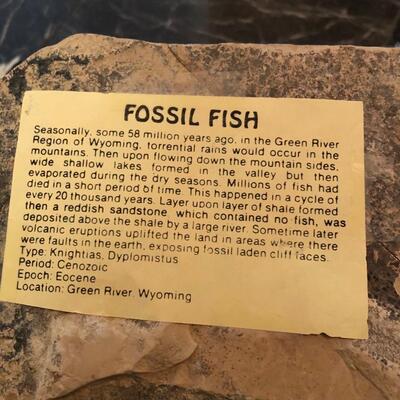 FOSSIL FISH
Seasonally, some 58 million years ago, in the Green River
Region of Wyoming, torrential rains would occur in the
mountains. Then upon flowing down the mountain sides,
wide shallow lakes formed in the valley but then
evaporated during the dry seasons. Millions of fish had
died in a short period of time. This happened in a cycle of
every 20 thousand years. Layer upon layer of shale formed
then a reddish sandstone, which contained no fish, was
deposited above the shale by a large river. Sometime later
volcanic eruptions uplifted the land in areas where there
were faults in the earth, exposing fossil laden cliff faces.
Type: Knightias, Dyplomistus
Period: Cenozoic
Epoch: Eocene
Location: Green River, Wyoming